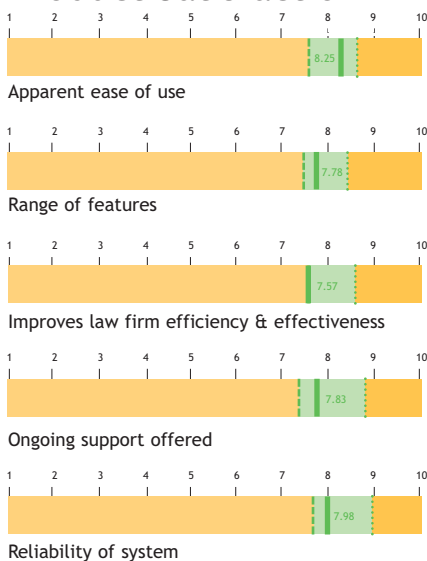 1 2 3 4 5 6 7 8 9 10
8.25
Apparent ease of use
1 2 3 4 5 6 7 8 9 10
7.78
Range of features
1 2 3 4 5 6 7 8 9 10
7.57
Improves law firm efficiency & effectiveness
1 2 3 4 5 6 7 8 9 10
7.83
Ongoing support offered
1 2 3 4 5 6 7 8 9 10
7.98
Reliability of system